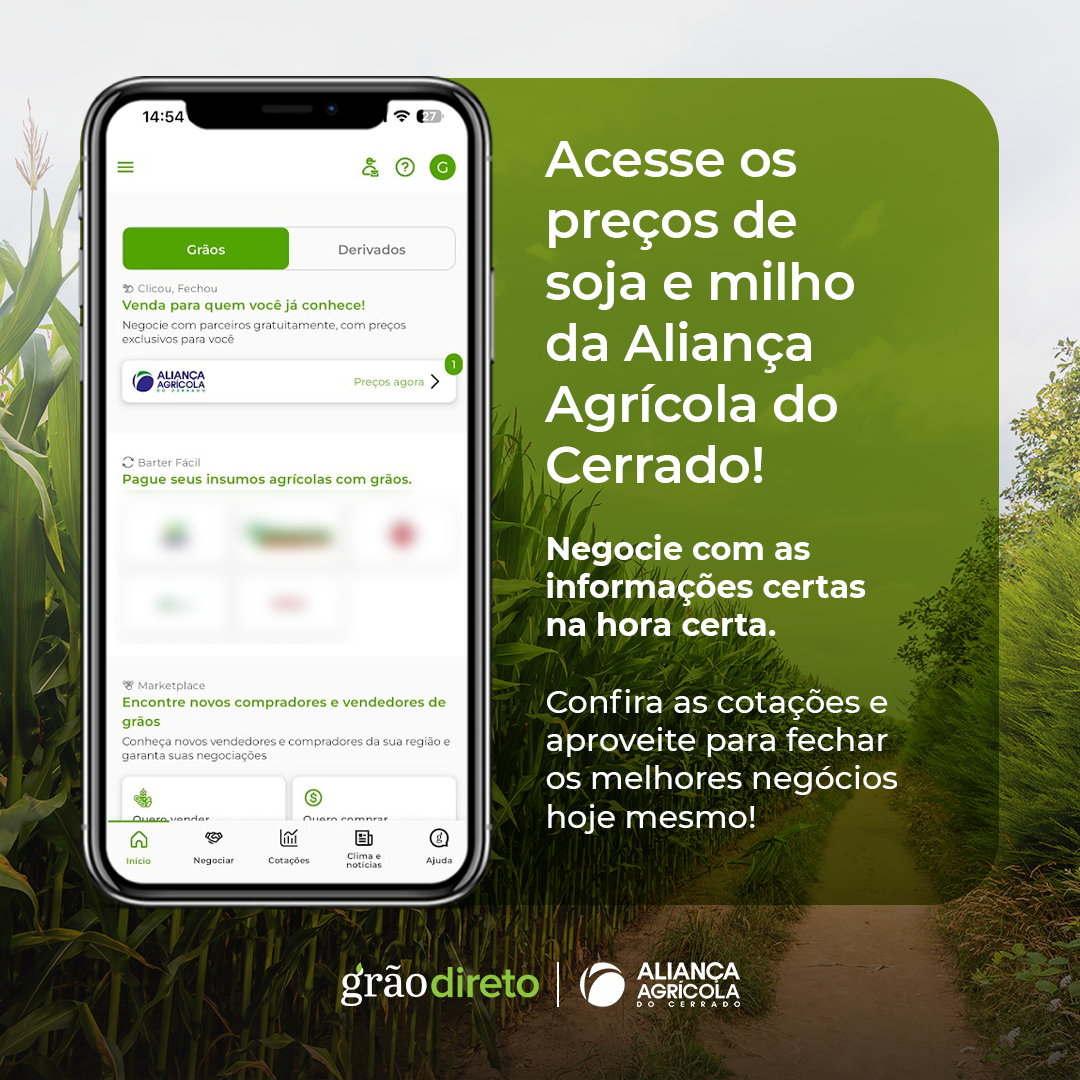 14:54
27
G
Grãos
Derivados
Clicou, Fechou
Venda para quem você já conhece!
Negocie com parceiros gratuitamente, com preços
exclusivos para você
1
ALIANÇA
AGRÍCOLA
DO CERRADO
Preços agora
Barter Fácil
Pague seus insumos agrícolas com grãos.
Marketplace
Encontre novos compradores e vendedores de
grãos
Conheça novos vendedores e compradores da sua região e
garanta suas negociações
Quero vender
Quero comprar
Início
Negociar
Cotações
Clima e
notícias
Ajuda
Acesse os
preços de
soja e milho
da Aliança
Agrícola do
Cerrado!
Negocie com as
informações certas
na hora certa.
Confira as cotações e
aproveite para fechar
os melhores negócios
hoje mesmo!
grãodireto
ALIANÇA
AGRÍCOLA
DO CERRADO